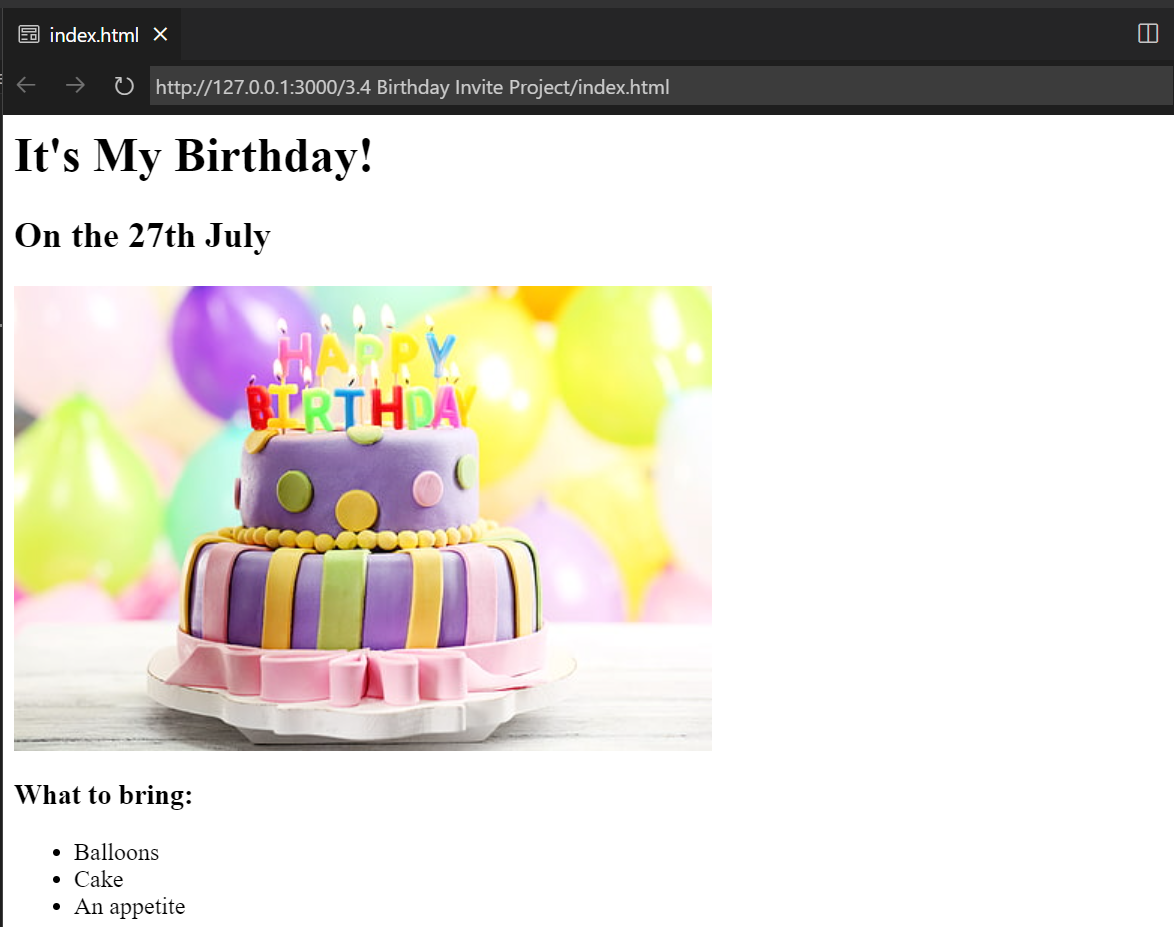 index.html
http://127.0.0.1:3000/3.4 Birthday Invite Project/index.html
It's My Birthday!
On the 27th July
HAPPY
BIRTHDAY
What to bring:
Balloons
Cake
An appetite